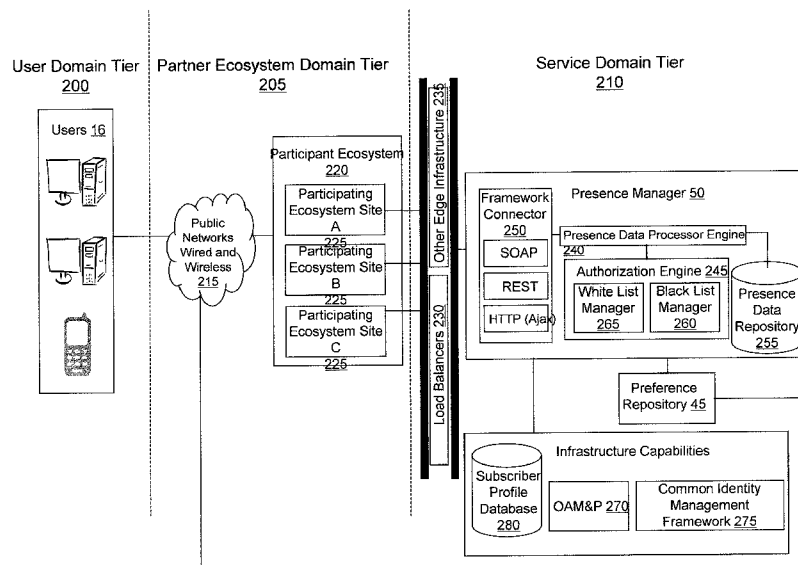 User Domain Tier
200
Partner Ecosystem Domain Tier
205
Service Domain Tier
210
Users 16
Public
Networks
Wired and
Wireless
215
Participant Ecosystem
220
Participating
Ecosystem Site
A
225
Participating
Ecosystem Site
B
225
Participating
Ecosystem Site
C
225
Other Edge Infrastructure 235
Load Balancers 230
Presence Manager 50
Framework
Connector
250
SOAP
REST
HTTP (Ajax)
Presence Data Processor Engine
240
Authorization Engine 245
White List
Manager
265
Black List
Manager
260
Presence
Data
Repository
255
Preference
Repository 45
Infrastructure Capabilities
Subscriber
Profile
Database
280
OAM&P 270
Common Identity
Management
Framework 275